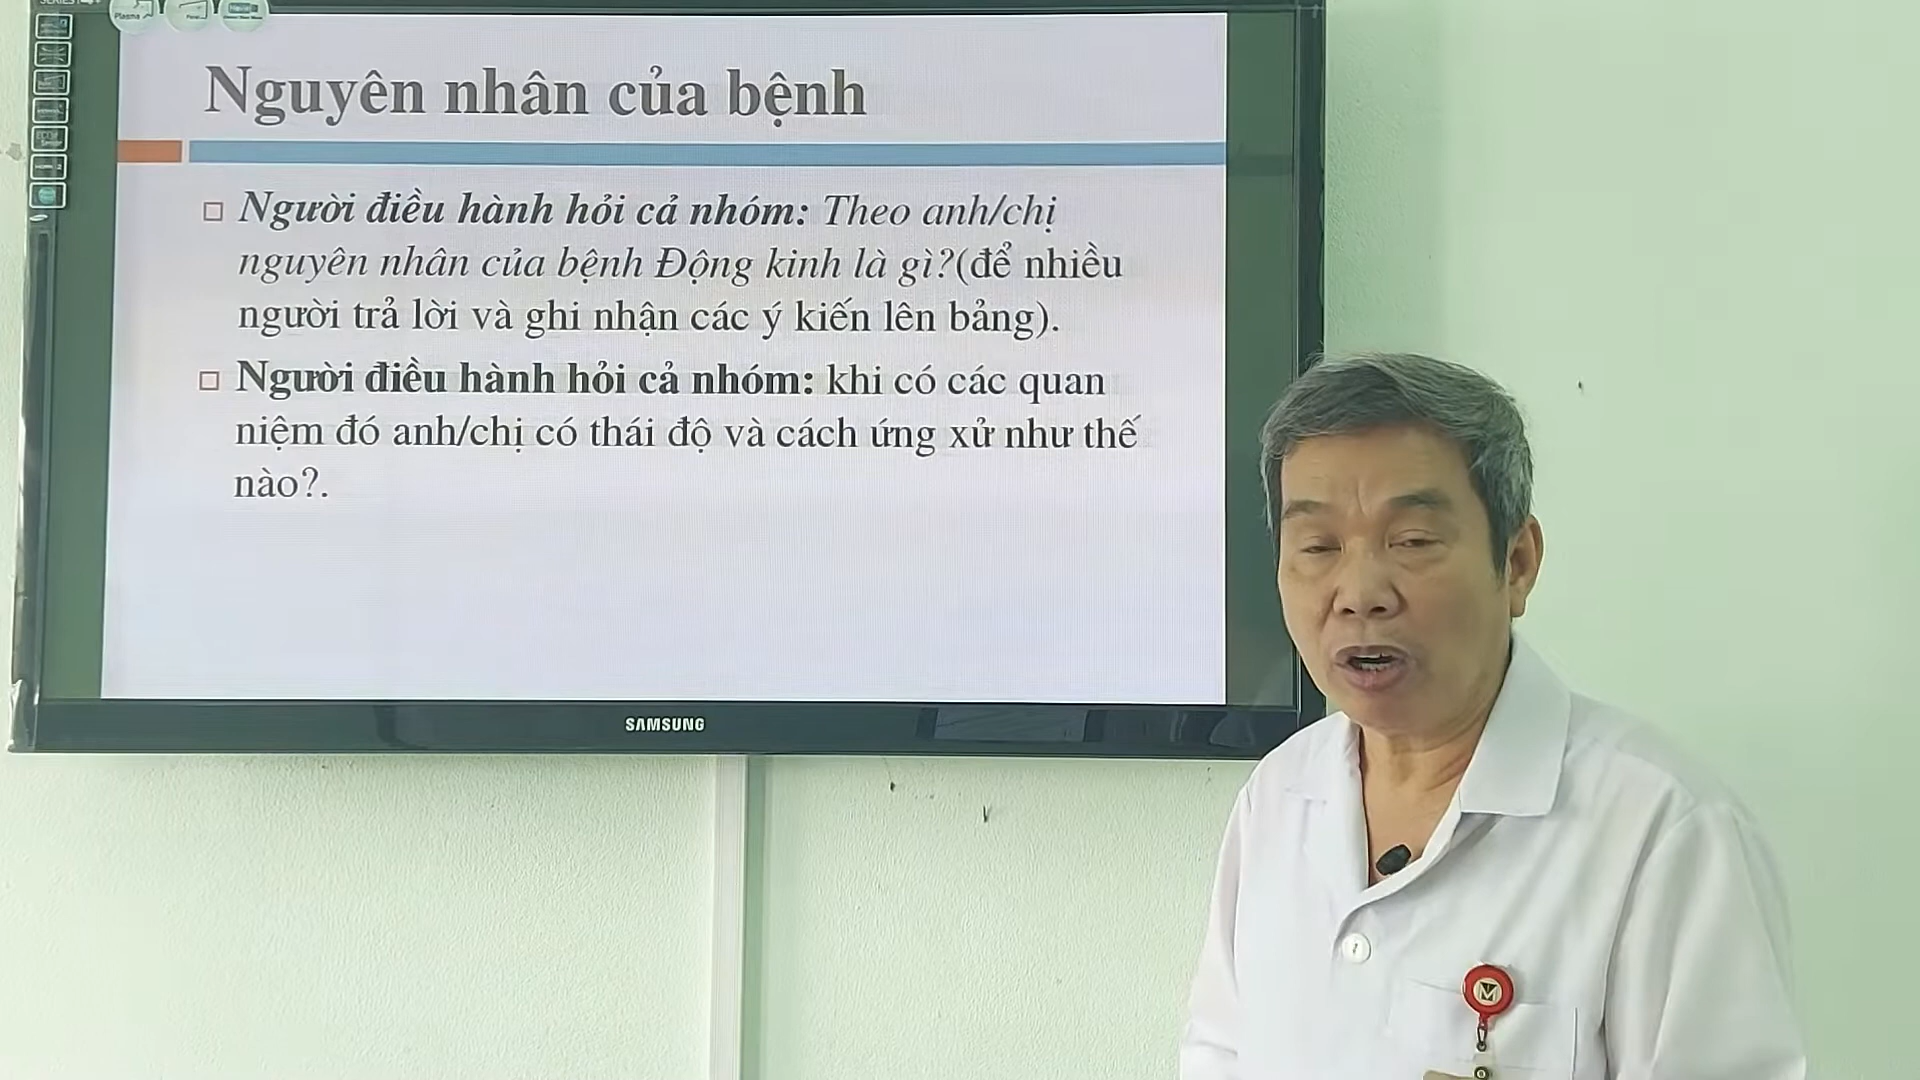 Plasma
Nguyên nhân của bệnh
Người điều hành hỏi cả nhóm: Theo anh/chị
nguyên nhân của bệnh Động kinh là gì?(để nhiều
người trả lời và ghi nhận các ý kiến lên bảng).
Người điều hành hỏi cả nhóm: khi có các quan
niệm đó anh/chị có thái độ và cách ứng xử như thế
nào?.
SAMSUNG